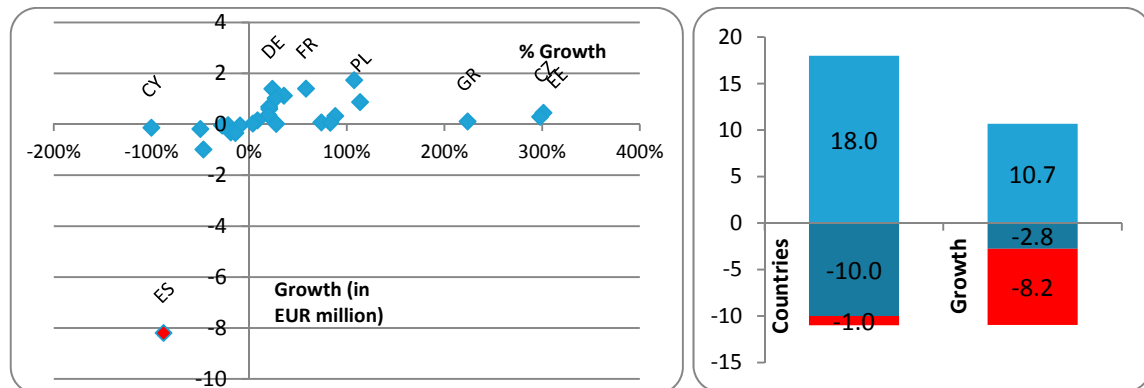 4
DE
FR
% Growth
2
CY
PL
GR
CZ
EE
0
-200%
-100%
0%
100%
200%
300%
400%
-2
-4
-6
ES
Growth (in
EUR million)
-8
-10
20
15
10
5
0
-5
-10
-15
18.0
-10.0
-1.0
Countries
10.7
-2.8
-8.2
Growth